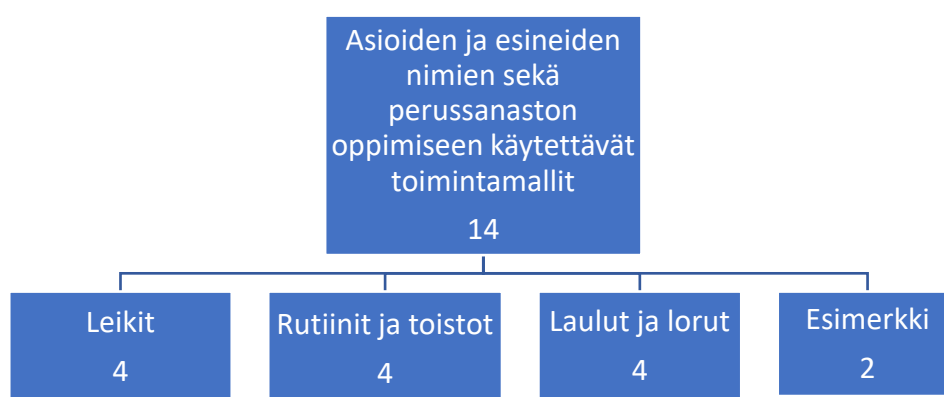 Asioiden ja esineiden
nimien sekä
perussanaston
oppimiseen käytettävät
toimintamallit
14
Leikit
4
Rutiinit ja toistot
4
Laulut ja lorut
4
Esimerkki
2